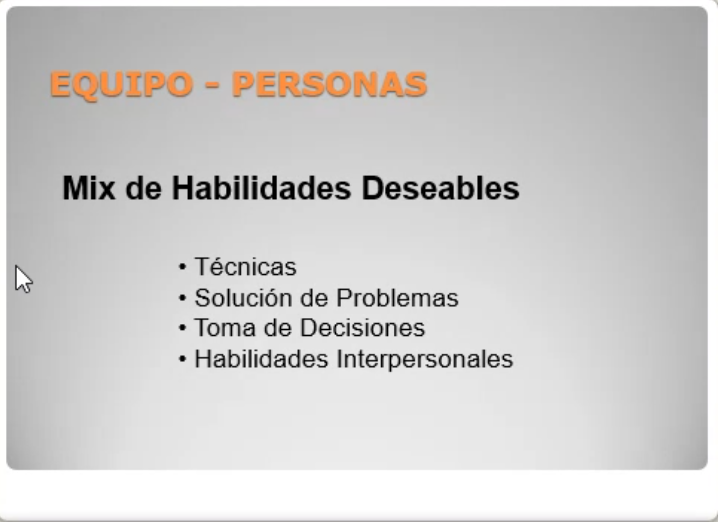 EQUIPO - PERSONAS
Mix de Habilidades Deseables
• Técnicas
• Solución de Problemas
• Toma de Decisiones
• Habilidades Interpersonales